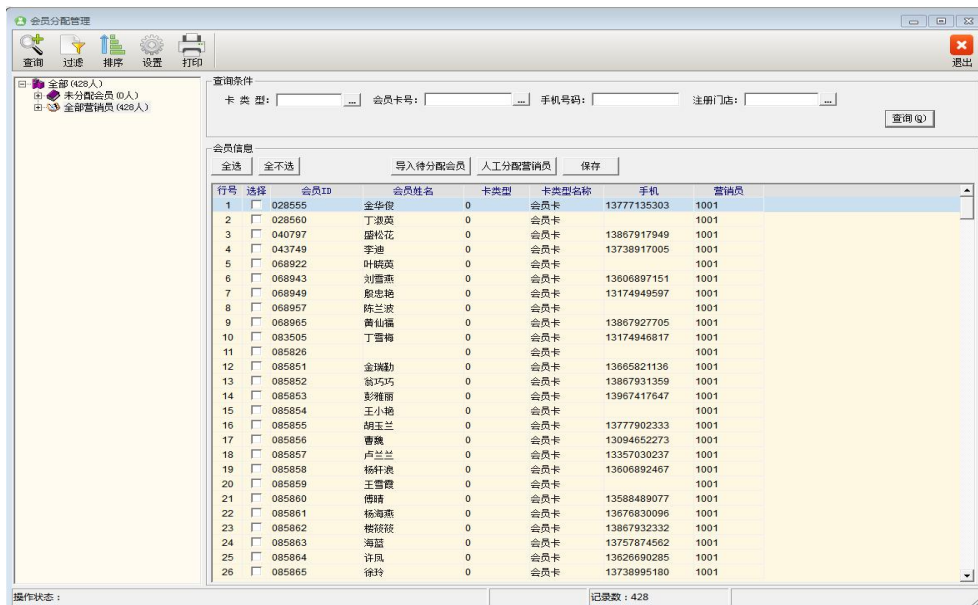 会员分配管理
查询 过滤 排序 设置 打印 退出
全部(428人)
未分配会员(0人)
全部营销员(428人)
查询条件
卡 类 型: ... 会员卡号: ... 手机号码: 注册门店: ...
查询(Q)
会员信息
全选 全不选 导入待分配会员 人工分配营销员 保存
行号 选择 会员ID 会员姓名 卡类型 卡类型名称 手机 营销员
1 028555 金华俊 0 会员卡 13777135303 1001
2 028560 丁淑英 0 会员卡 1001
3 040797 盛松花 0 会员卡 13867917949 1001
4 043749 李迪 0 会员卡 13738917005 1001
5 068922 叶晓英 0 会员卡 1001
6 068943 刘雪燕 0 会员卡 13606897151 1001
7 068949 殷忠艳 0 会员卡 13174949597 1001
8 068957 陈兰波 0 会员卡 1001
9 068965 黄仙福 0 会员卡 13867927705 1001
10 083505 丁雪梅 0 会员卡 13174946817 1001
11 085826 0 会员卡 1001
12 085851 金瑞勤 0 会员卡 13665821136 1001
13 085852 翁巧巧 0 会员卡 13867931359 1001
14 085853 彭雅丽 0 会员卡 13967417647 1001
15 085854 王小艳 0 会员卡 1001
16 085855 胡玉兰 0 会员卡 13777902333 1001
17 085856 曹魏 0 会员卡 13094652273 1001
18 085857 卢兰兰 0 会员卡 13357030237 1001
19 085858 杨轩浪 0 会员卡 13606892467 1001
20 085859 王雪霞 0 会员卡 1001
21 085860 傅晴 0 会员卡 13588489077 1001
22 085861 杨海燕 0 会员卡 13676830096 1001
23 085862 楼筱筱 0 会员卡 13867932332 1001
24 085863 海蓝 0 会员卡 13757874562 1001
25 085864 许凤 0 会员卡 13626690285 1001
26 085865 徐玲 0 会员卡 13738995180 1001
操作状态: 记录数:428